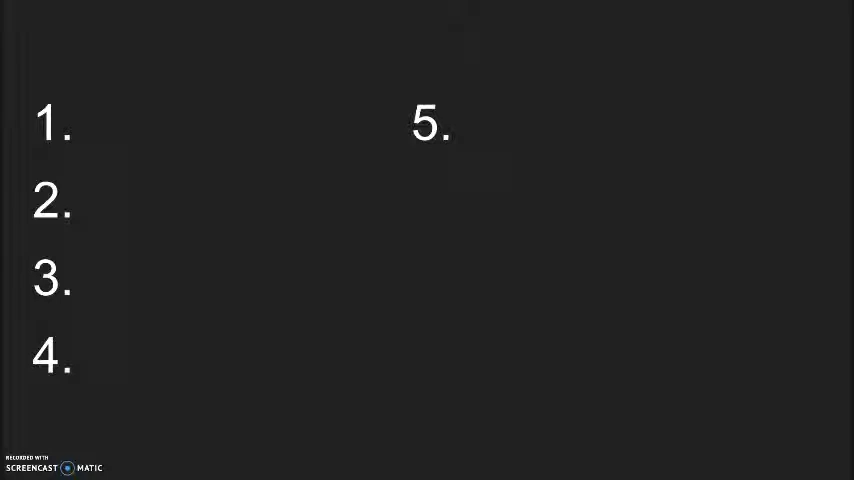 1.
2.
3.
4.
5.
RECORDED WITH
SCREENCAST MATIC